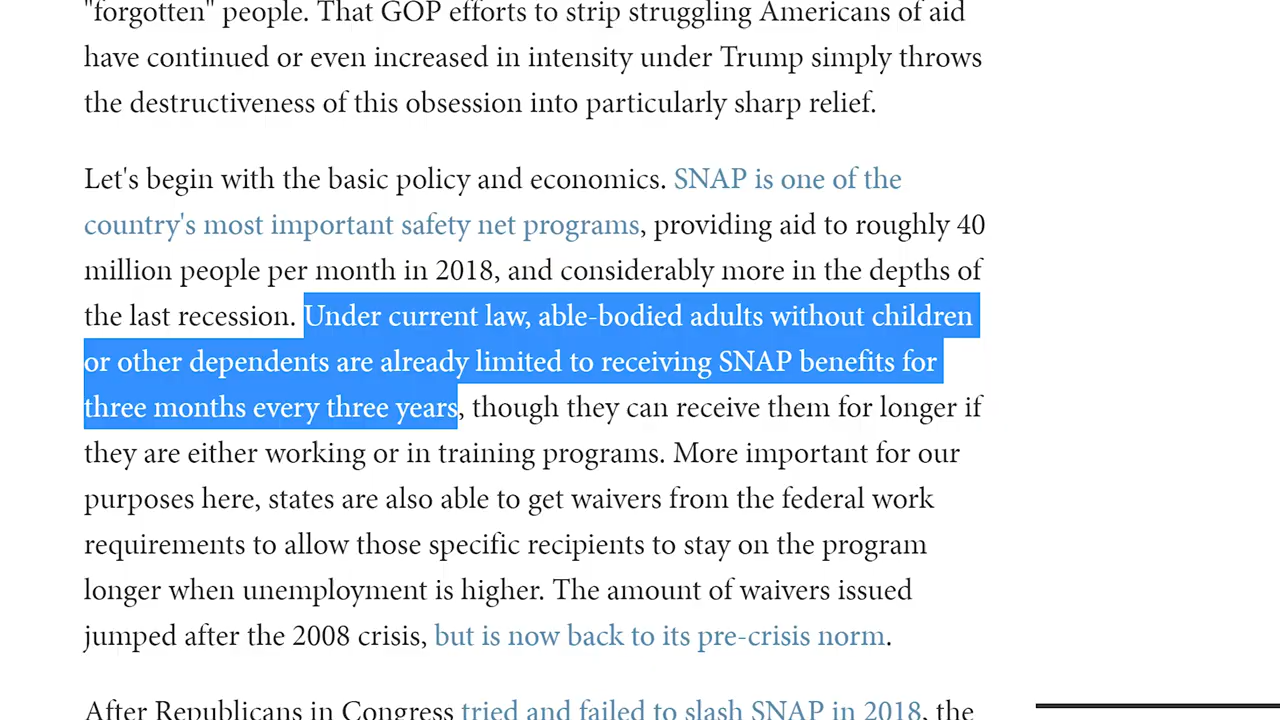 "forgotten" people. That GOP efforts to strip struggling Americans of aid
have continued or even increased in intensity under Trump simply throws
the destructiveness of this obsession into particularly sharp relief.
Let's begin with the basic policy and economics. SNAP is one of the
country's most important safety net programs, providing aid to roughly 40
million people per month in 2018, and considerably more in the depths of
the last recession. Under current law, able-bodied adults without children
or other dependents are already limited to receiving SNAP benefits for
three months every three years, though they can receive them for longer if
they are either working or in training programs. More important for our
purposes here, states are also able to get waivers from the federal work
requirements to allow those specific recipients to stay on the program
longer when unemployment is higher. The amount of waivers issued
jumped after the 2008 crisis, but is now back to its pre-crisis norm.
After Republicans in Congress tried and failed to slash SNAP in 2018, the